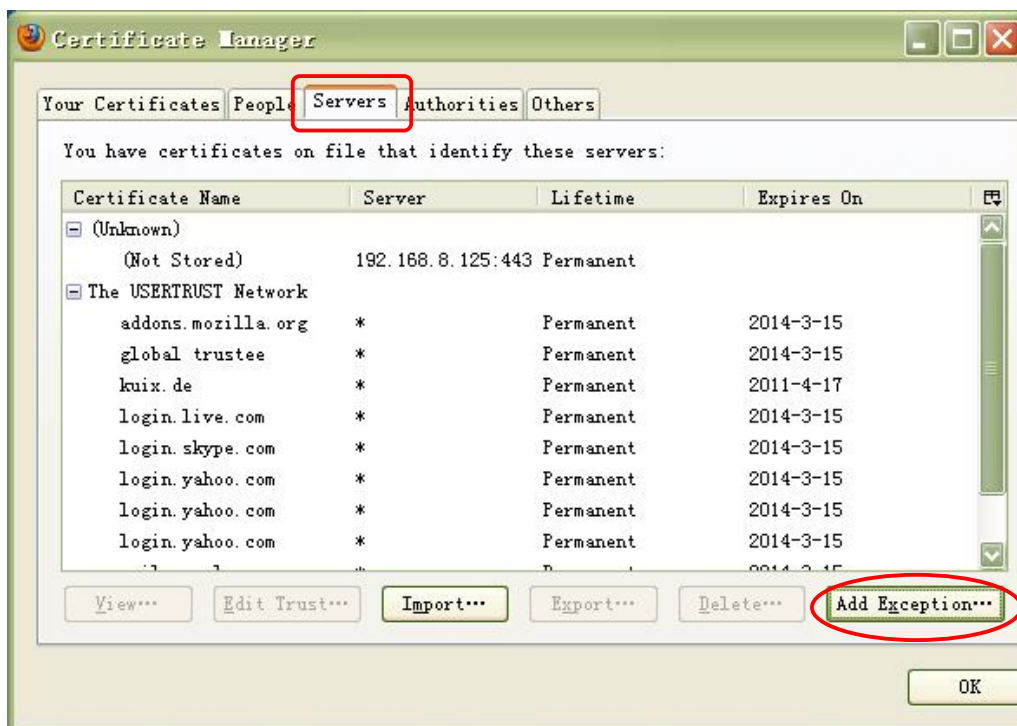 Certificate Manager
Your Certificates People Servers Authorities Others
You have certificates on file that identify these servers:
Certificate Name Server Lifetime Expires On
(Unknown)
(Not Stored) 192.168.8.125:443 Permanent
The USERTRUST Network
addons.mozilla.org * Permanent 2014-3-15
global trustee * Permanent 2014-3-15
kuix.de * Permanent 2011-4-17
login.live.com * Permanent 2014-3-15
login.skype.com * Permanent 2014-3-15
login.yahoo.com * Permanent 2014-3-15
login.yahoo.com * Permanent 2014-3-15
login.yahoo.com * Permanent 2014-3-15
View… Edit Trust… Import… Export… Delete… Add Exception…
OK